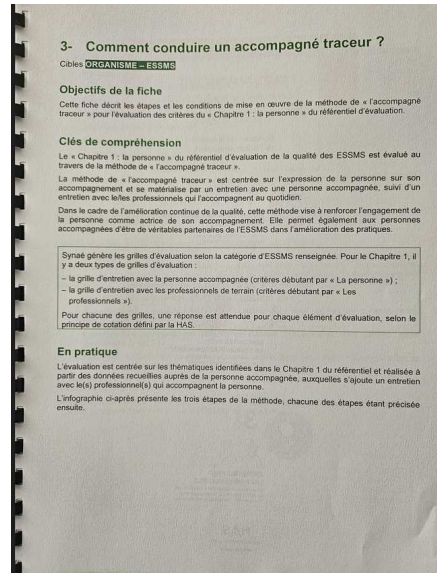 3- Comment conduire un accompagné traceur ?
Cibles ORGANISME – ESSMS
Objectifs de la fiche
Cette fiche décrit les étapes et les conditions de mise en œuvre de la méthode de « l'accompagné
traceur » pour l'évaluation des critères du « Chapitre 1 : la personne » du référentiel d'évaluation.
Clés de compréhension
Le « Chapitre 1 : la personne » du référentiel d'évaluation de la qualité des ESSMS est évalué au
travers de la méthode de « l'accompagné traceur ».
La méthode de « l'accompagné traceur » est centrée sur l'expression de la personne sur son
accompagnement et se matérialise par un entretien avec une personne accompagnée, suivi d'un
entretien avec le/les professionnels qui l'accompagnent au quotidien.
Dans le cadre de l'amélioration continue de la qualité, cette méthode vise à renforcer l'engagement de
la personne comme actrice de son accompagnement. Elle permet également aux personnes
accompagnées d'être de véritables partenaires de l'ESSMS dans l'amélioration des pratiques.
Synaé génère les grilles d'évaluation selon la catégorie d'ESSMS renseignée. Pour le Chapitre 1, il
y a deux types de grilles d'évaluation :
– la grille d'entretien avec la personne accompagnée (critères débutant par « La personne ») ;
– la grille d'entretien avec les professionnels de terrain (critères débutant par « Les
professionnels »).
Pour chacune des grilles, une réponse est attendue pour chaque élément d'évaluation, selon le
principe de cotation défini par la HAS.
En pratique
L'évaluation est centrée sur les thématiques identifiées dans le Chapitre 1 du référentiel et réalisée à
partir des données recueillies auprès de la personne accompagnée, auxquelles s'ajoute un entretien
avec le(s) professionnel(s) qui accompagnent la personne.
L'infographie ci-après présente les trois étapes de la méthode, chacune des étapes étant précisée
ensuite.